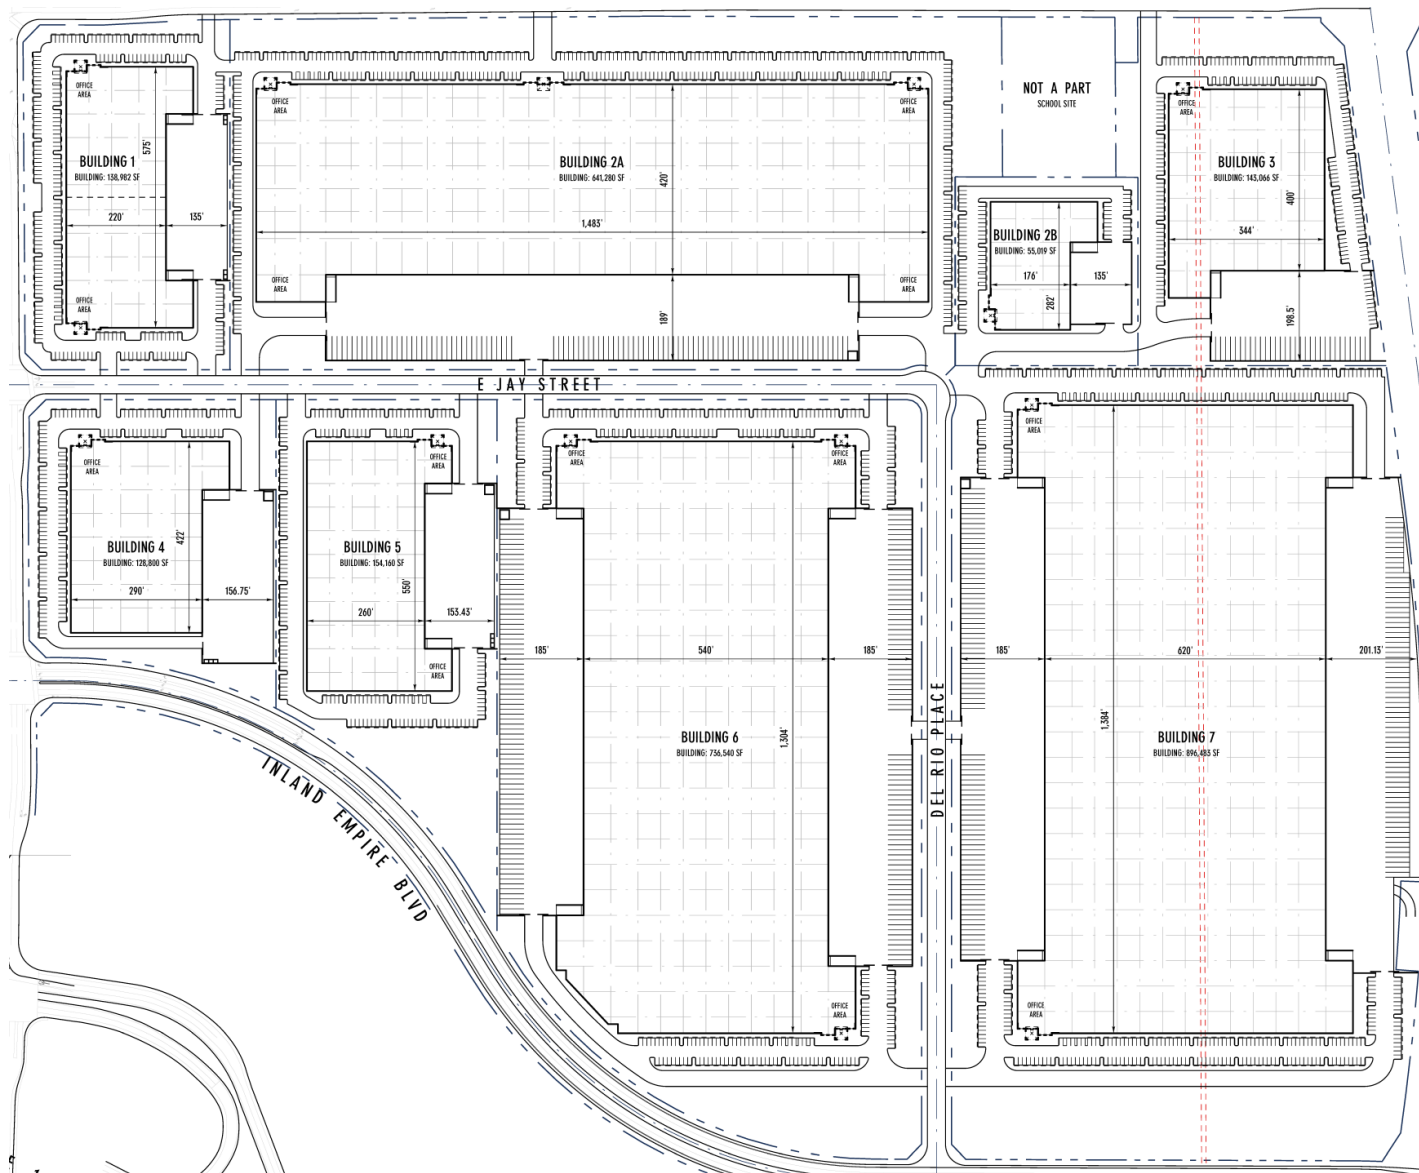 OFFICE
AREA
BUILDING 1
BUILDING: 138,982 SF
575'
220'
135'
OFFICE
AREA
OFFICE
AREA
OFFICE
AREA
BUILDING 2A
BUILDING: 641,280 SF
420'
1,483'
OFFICE
AREA
OFFICE
AREA
189'
NOT A PART
SCHOOL SITE
BUILDING 2B
BUILDING: 55,019 SF
176'
135'
282'
OFFICE
AREA
BUILDING 3
BUILDING: 143,066 SF
400'
344'
198.5'
E JAY STREET
OFFICE
AREA
BUILDING 4
BUILDING: 128,800 SF
422'
290'
156.75'
OFFICE
AREA
BUILDING 5
BUILDING: 154,160 SF
550'
260'
153.43'
OFFICE
AREA
OFFICE
AREA
OFFICE
AREA
185'
540'
185'
BUILDING 6
BUILDING: 736,540 SF
1,304'
OFFICE
AREA
DEL RIO PLACE
OFFICE
AREA
185'
620'
201.13'
1,384'
BUILDING 7
BUILDING: 896,483 SF
OFFICE
AREA
INLAND EMPIRE BLVD